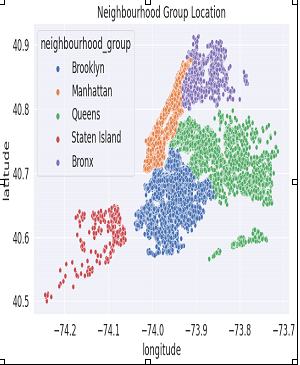 Neighbourhood Group Location
neighbourhood_group
Brooklyn
Manhattan
Queens
Staten Island
Bronx
latitude
40.9
40.8
40.7
40.6
40.5
−74.2 −74.1 −74.0 −73.9 −73.8 −73.7
longitude